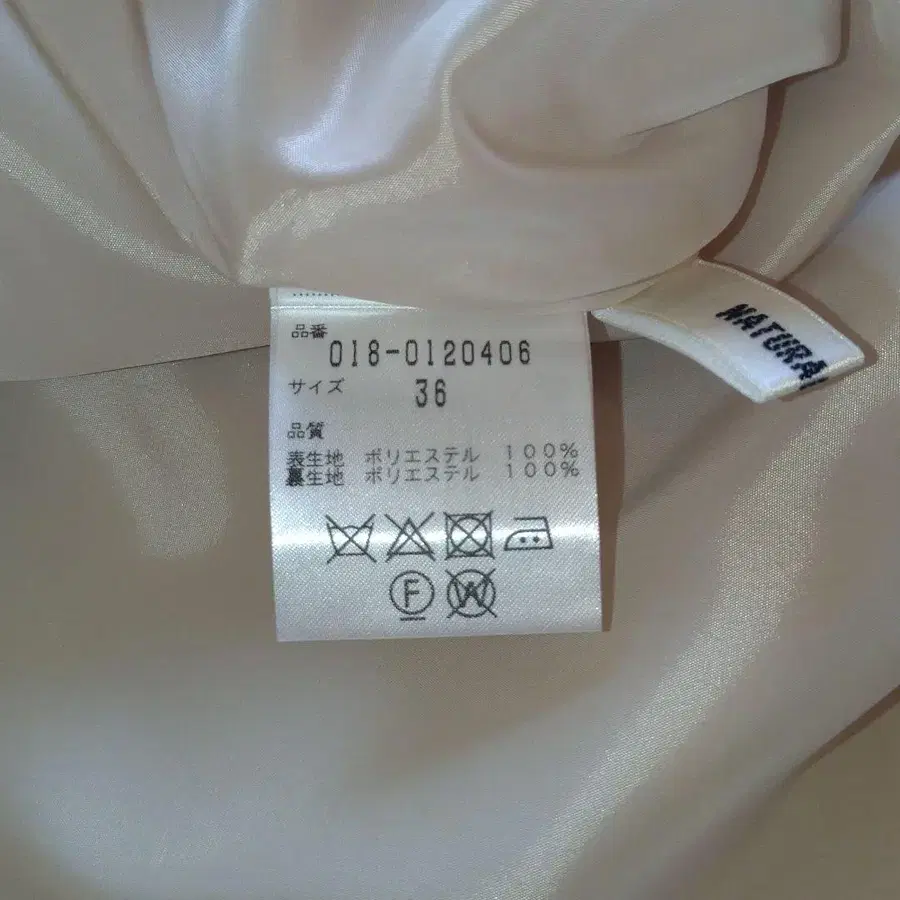 品番
018-0120406
サイズ 36
品質
表生地 ポリエステル 100%
裏生地 ポリエステル 100%
F
W
NATURAL